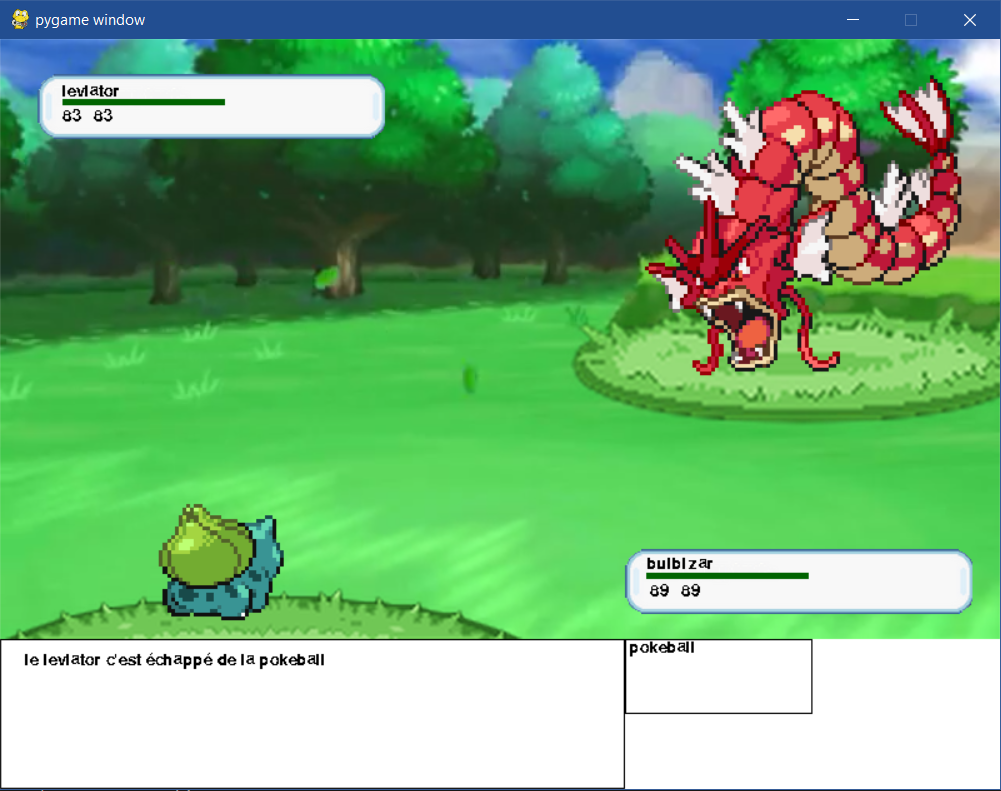 pygame window
leviator
83 83
bulbizar
89 89
le leviator c'est échappé de la pokeball
pokeball